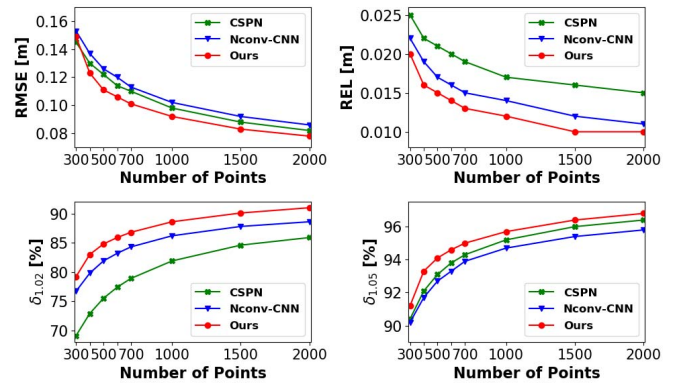 RMSE [m]
0.16
0.14
0.12
0.10
0.08
CSPN
Nconv-CNN
Ours
300 500 700 1000 1500 2000
Number of Points
REL [m]
0.025
0.020
0.015
0.010
CSPN
Nconv-CNN
Ours
300 500 700 1000 1500 2000
Number of Points
δ1.02 [%]
90
85
80
75
70
CSPN
Nconv-CNN
Ours
300 500 700 1000 1500 2000
Number of Points
δ1.05 [%]
96
94
92
90
CSPN
Nconv-CNN
Ours
300 500 700 1000 1500 2000
Number of Points